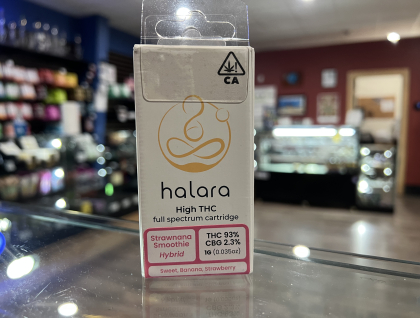 CA
halara
High THC
full spectrum cartridge
Strawnana
Smoothie
Hybrid
THC 93%
CBG 2.3%
1G (0.035oz)
Sweet, Banana, Strawberry